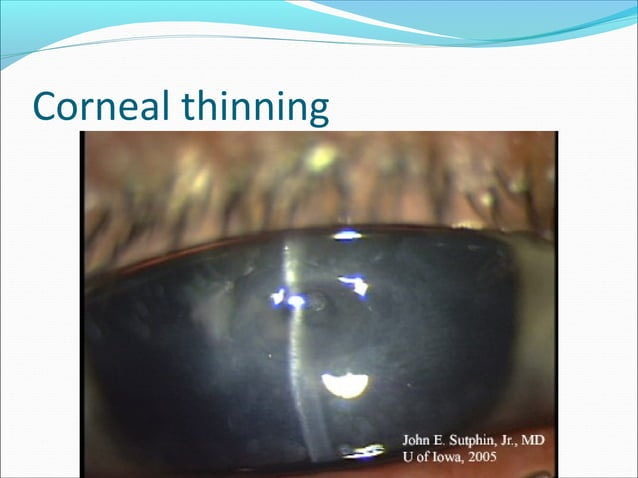 Corneal thinning
John E. Sutphin, Jr., MD
U of Iowa, 2005